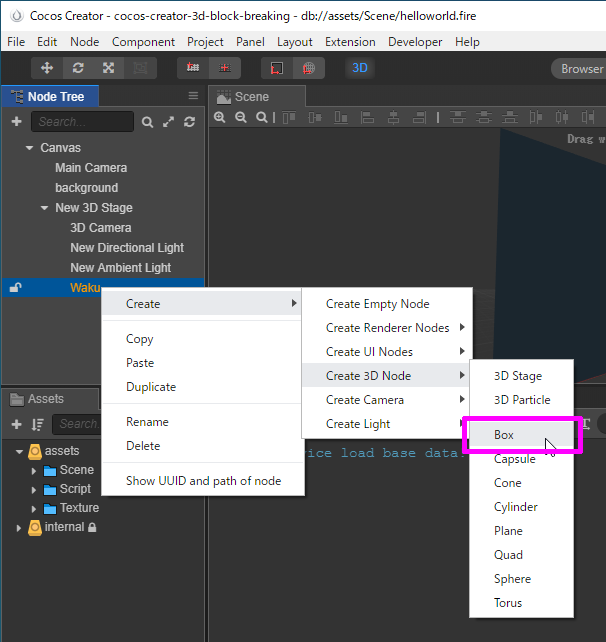 Cocos Creator - cocos-creator-3d-block-breaking - db://assets/Scene/helloworld.fire
File Edit Node Component Project Panel Layout Extension Developer Help
3D
Browser
Node Tree
Scene
Search...
Drag w
Canvas
Main Camera
background
New 3D Stage
3D Camera
New Directional Light
New Ambient Light
Waku
Create
Copy
Paste
Duplicate
Rename
Delete
Show UUID and path of node
Create Empty Node
Create Renderer Nodes
Create UI Nodes
Create 3D Node
Create Camera
Create Light
3D Stage
3D Particle
Box
Capsule
Cone
Cylinder
Plane
Quad
Sphere
Torus
Assets
Search
assets
Scene
Script
Texture
internal
vice load base data